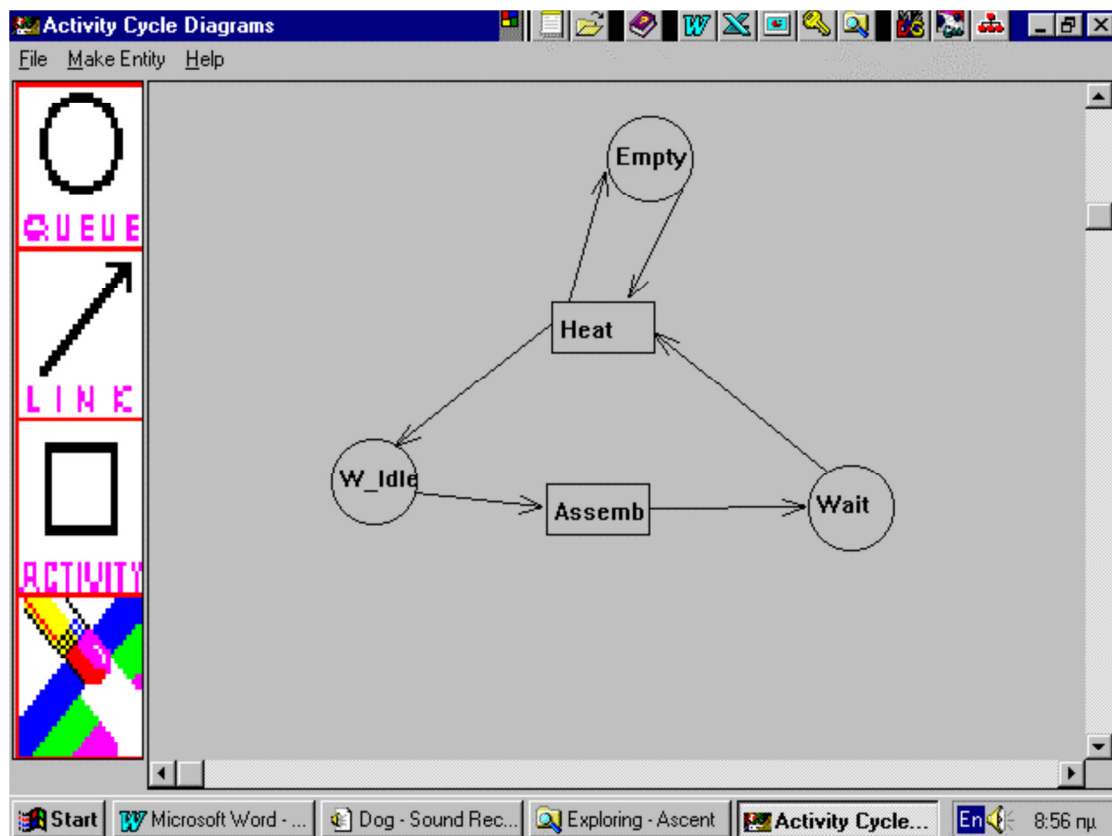 Activity Cycle Diagrams
File Make Entity Help
QUEUE
LINK
ACTIVITY
Empty
Heat
W_Idle
Assemb
Wait
Start
Microsoft Word - ...
Dog - Sound Rec...
Exploring - Ascent
Activity Cycle...
En
8:56 πμ